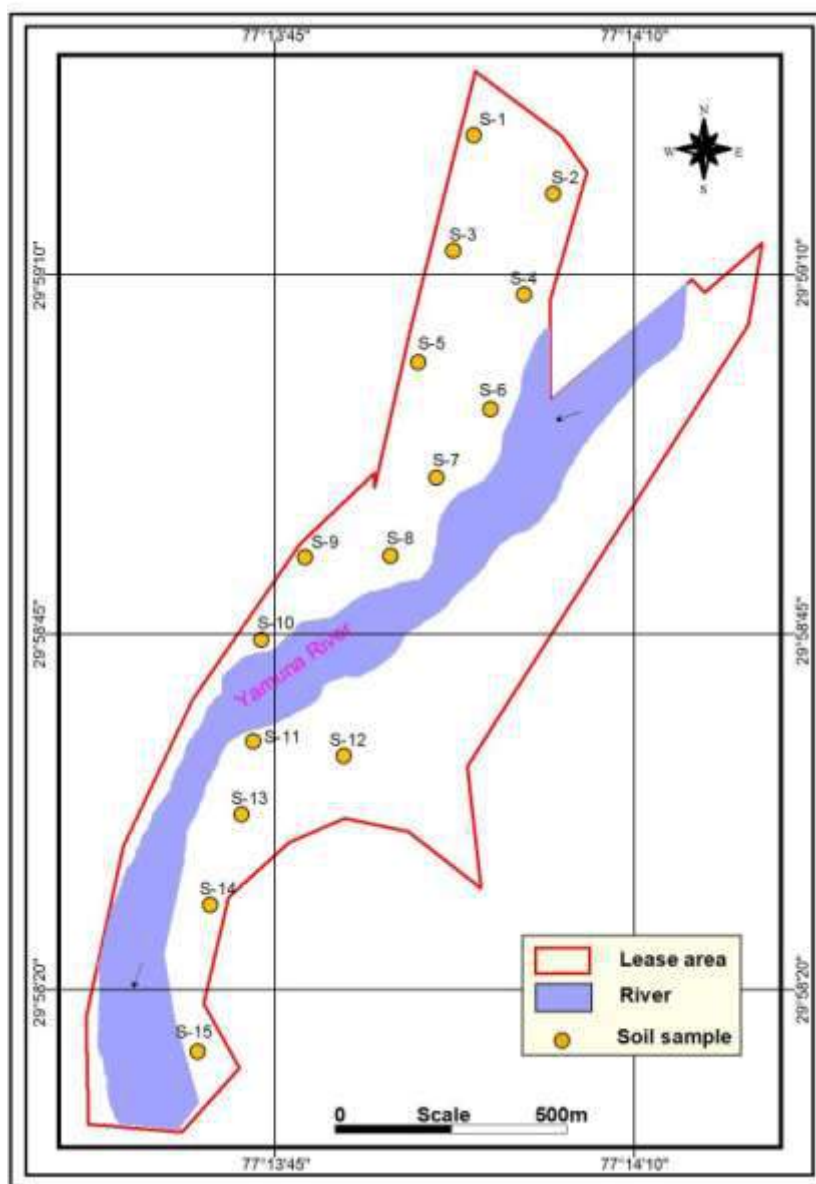 77°13'45"
77°14'10"
N
W
E
S
S-1
S-2
S-3
29°59'10"
29°59'10"
S-4
S-5
S-6
S-7
S-9
S-8
29°58'45"
29°58'45"
S-10
Yamuna River
S-11
S-12
S-13
S-14
Lease area
River
Soil sample
29°58'20"
29°58'20"
S-15
0 Scale 500m
77°13'45"
77°14'10"